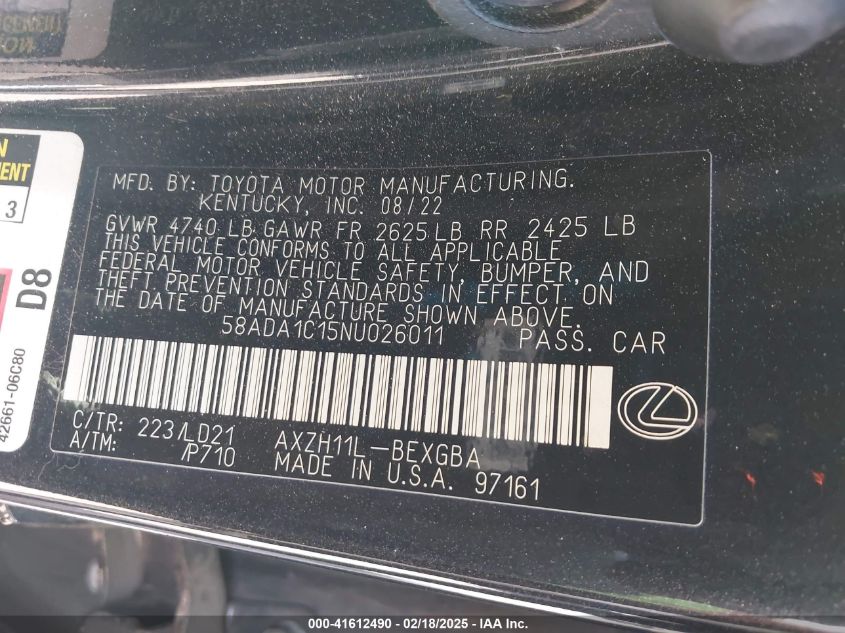 N
EMENT
3
D8
42661-06C80
MFD. BY: TOYOTA MOTOR MANUFACTURING.
KENTUCKY, INC. 08/22
GVWR 4740 LB GAWR FR 2625 LB RR 2425 LB
THIS VEHICLE CONFORMS TO ALL APPLICABLE
FEDERAL MOTOR VEHICLE SAFETY, BUMPER, AND
THEFT PREVENTION STANDARDS IN EFFECT ON
THE DATE OF MANUFACTURE SHOWN ABOVE.
58ADA1C15NU026011 PASS. CAR
C/TR: 223/LD21 AXZH11L-BEXGBA
A/TM: /P710 MADE IN U.S.A. 97161
000-41612490 - 02/18/2025 - IAA Inc.